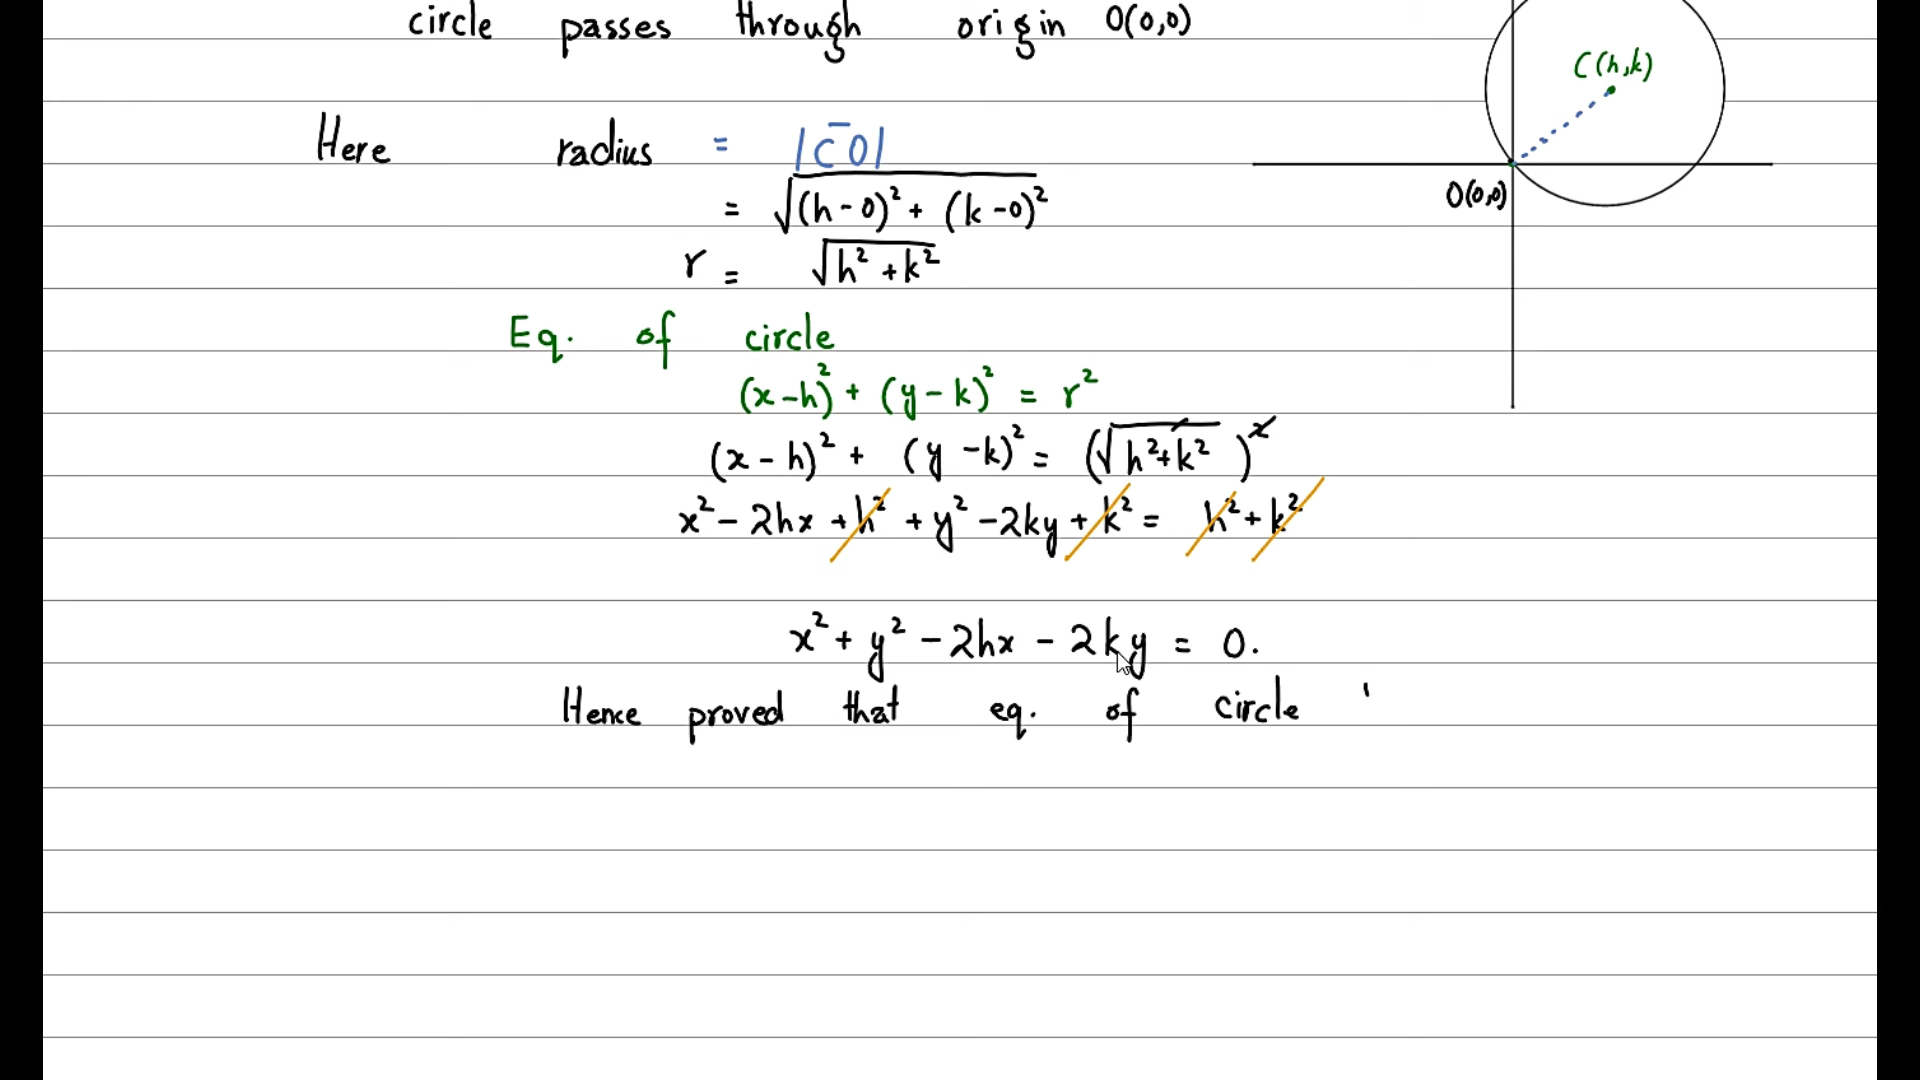 circle passes through origin O(0,0)
C(h,k)
Here radius = |C̅O|
= √((h-0)² + (k-0)²)
O(0,0)
r = √(h² + k²)
Eq. of circle
(x-h)² + (y-k)² = r²
(x-h)² + (y-k)² = (√(h²+k²))²
x² - 2hx + h² + y² - 2ky + k² = h² + k²
x² + y² - 2hx - 2ky = 0.
Hence proved that eq. of circle